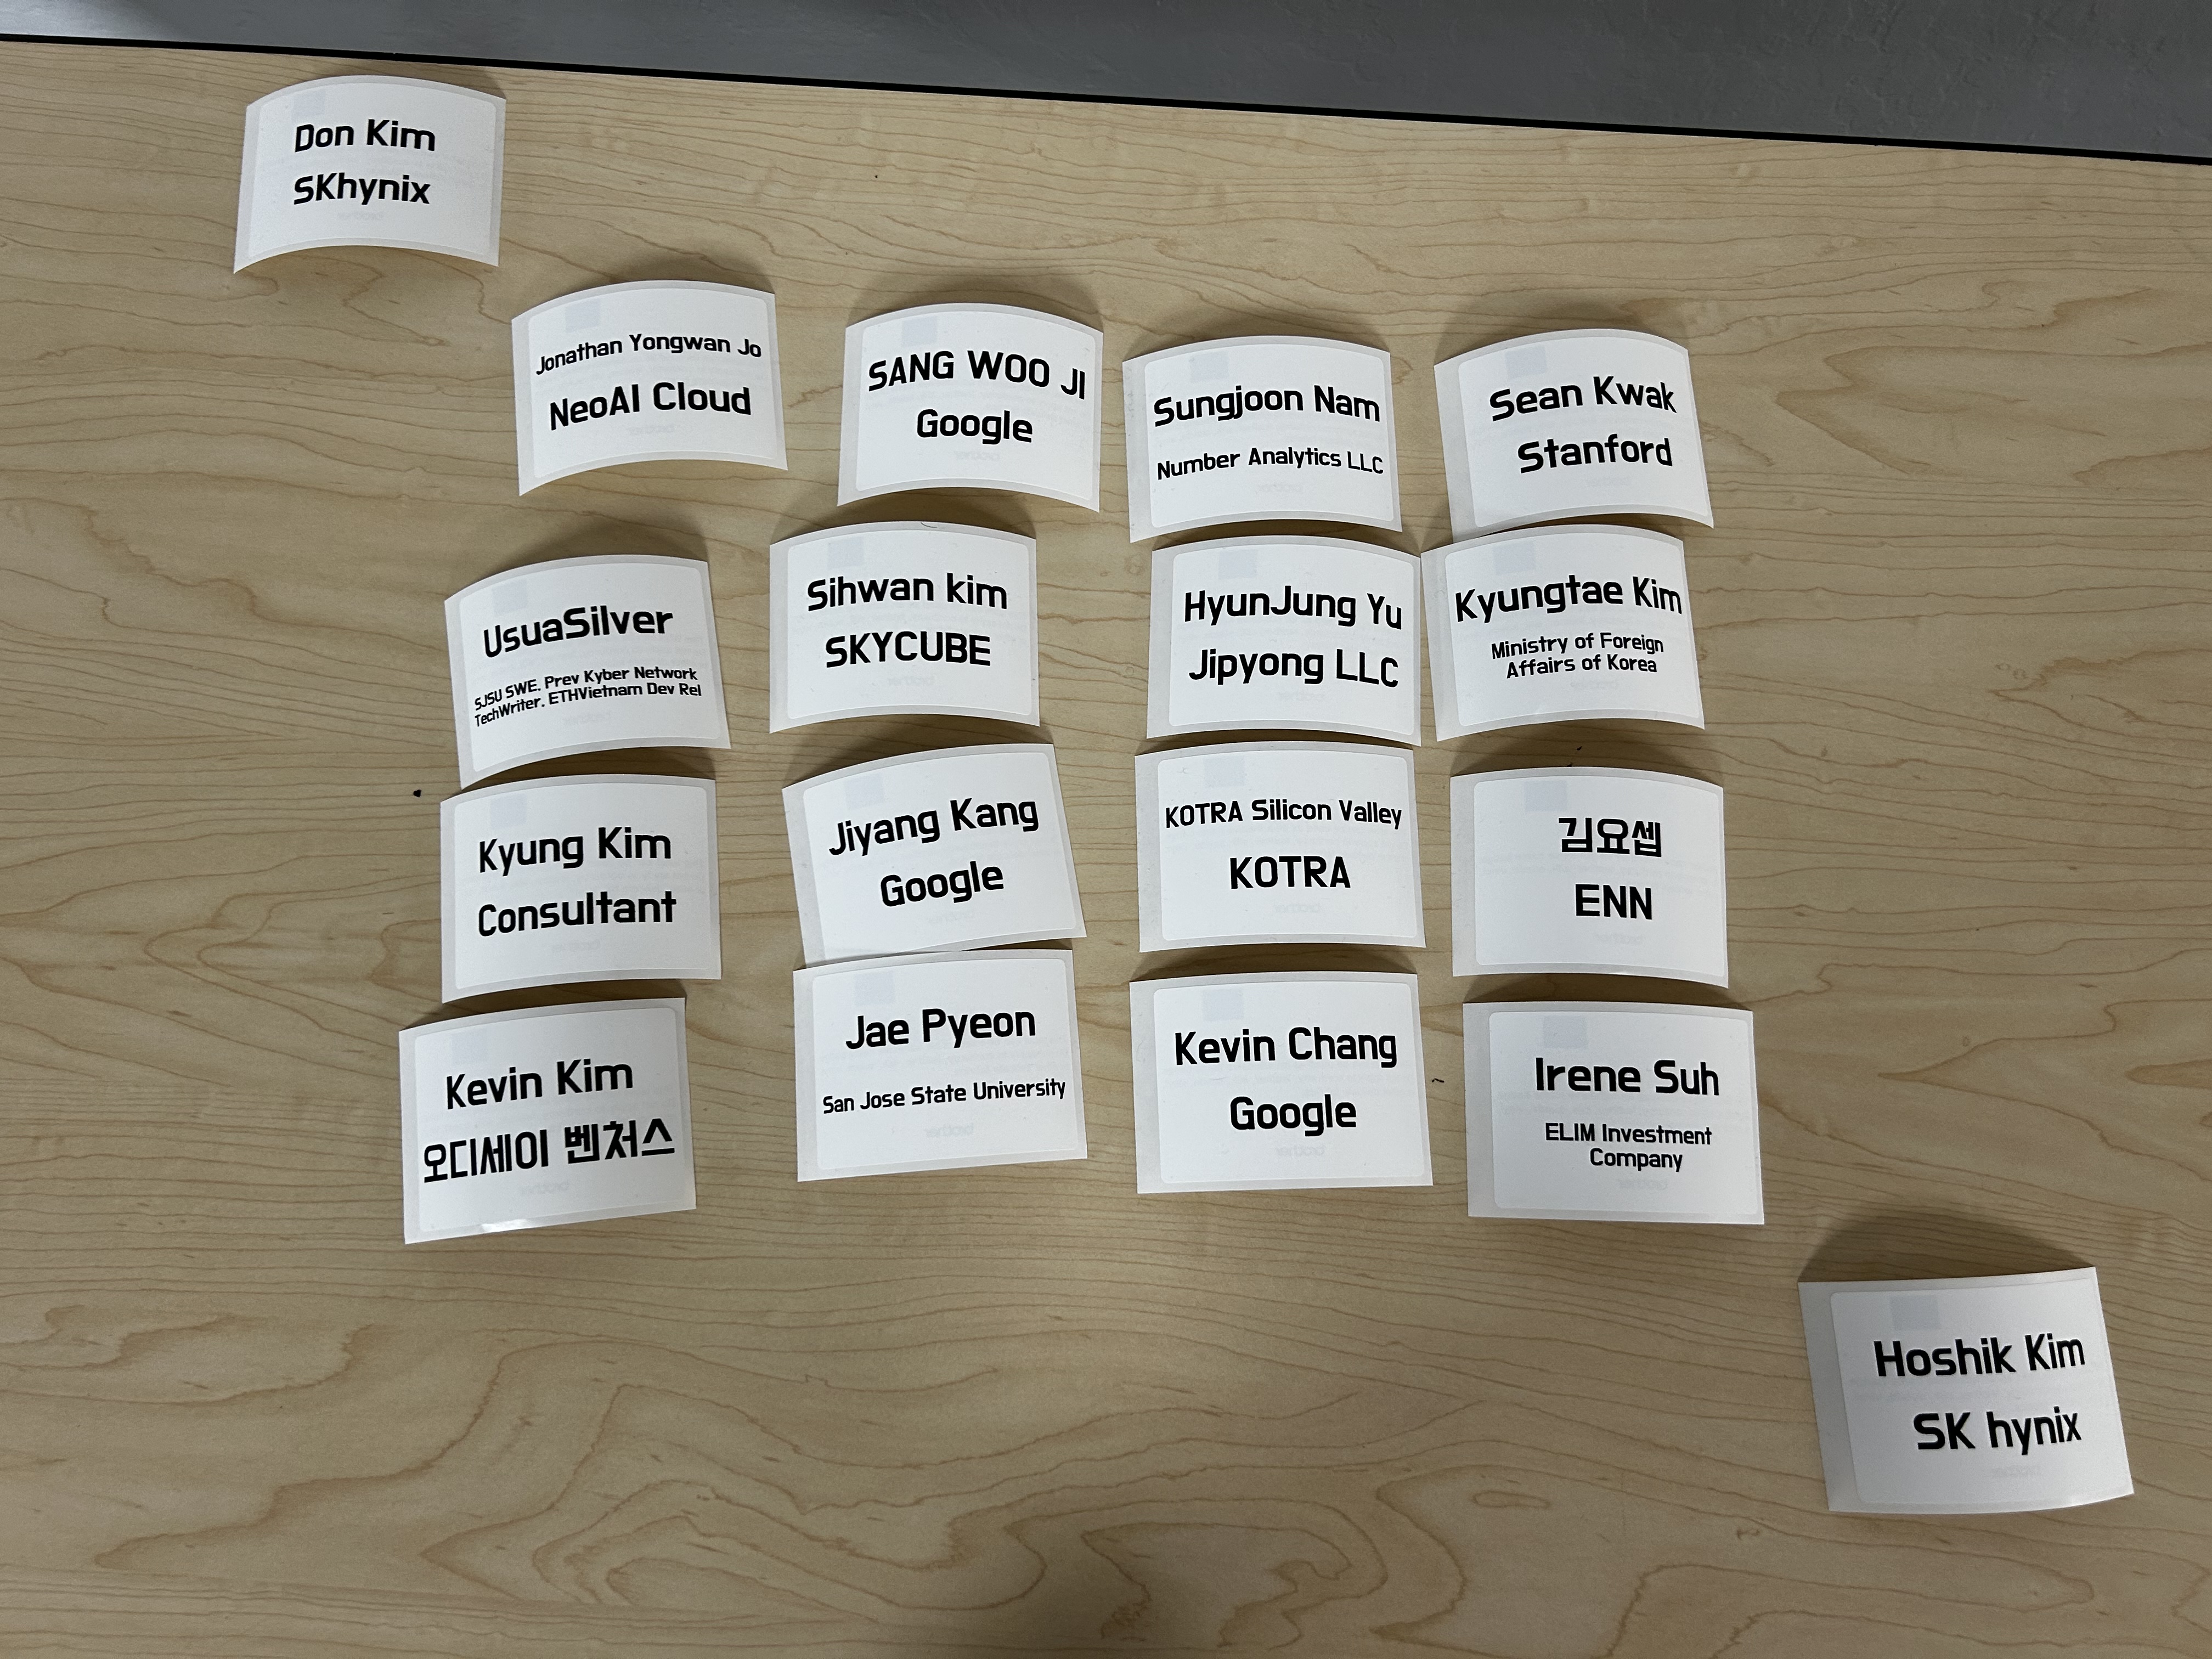 Don Kim
SKhynix
Jonathan Yongwan Jo
NeoAI Cloud
SANG WOO JI
Google
Sungjoon Nam
Number Analytics LLC
Sean Kwak
Stanford
UsuaSilver
SJSU SWE. Prev Kyber Network
TechWriter. ETHVietnam Dev Rel
Sihwan kim
SKYCUBE
HyunJung Yu
Jipyong LLC
Kyungtae Kim
Ministry of Foreign
Affairs of Korea
Kyung Kim
Consultant
Jiyang Kang
Google
KOTRA Silicon Valley
KOTRA
김요셉
ENN
Kevin Kim
오디세이 벤처스
Jae Pyeon
San Jose State University
Kevin Chang
Google
Irene Suh
ELIM Investment
Company
Hoshik Kim
SK hynix